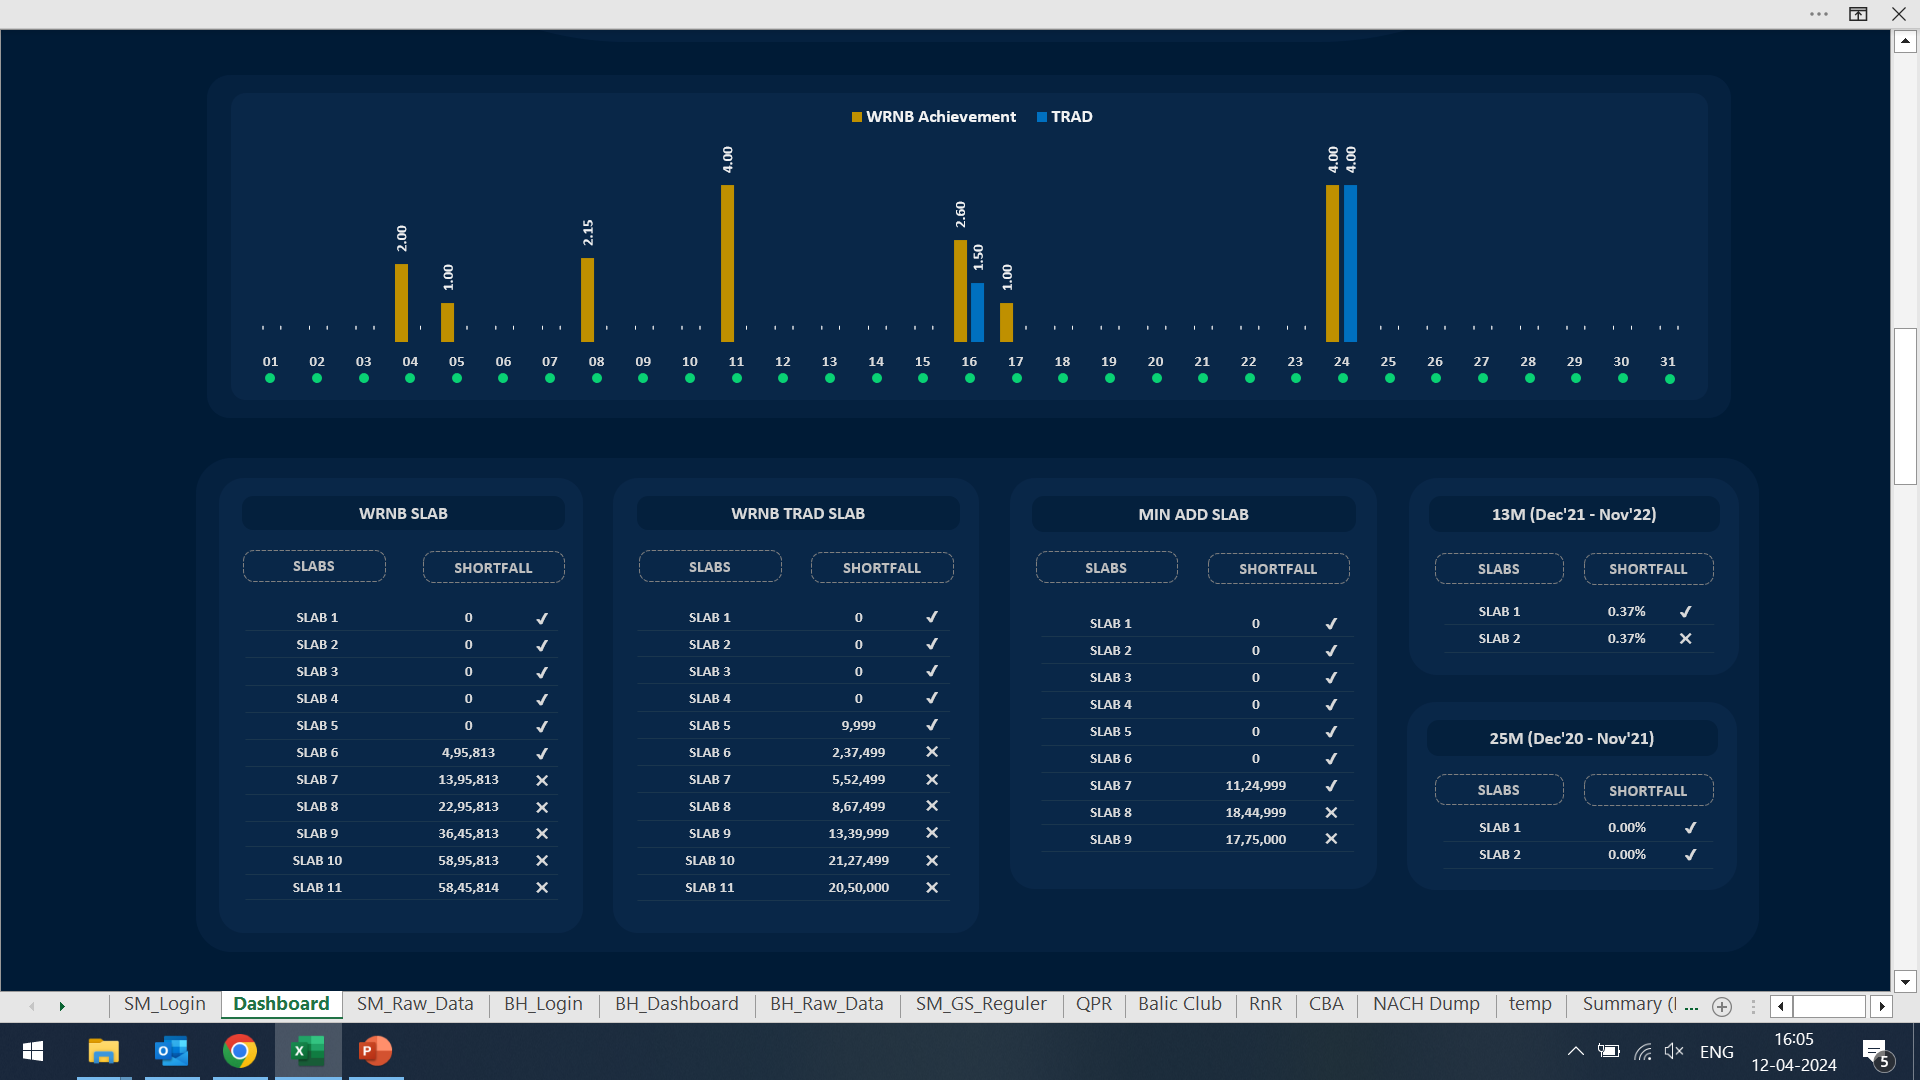 WRNB Achievement TRAD
2.00 1.00 2.15 4.00 2.60 1.50 1.00 4.00 4.00
01 02 03 04 05 06 07 08 09 10 11 12 13 14 15 16 17 18 19 20 21 22 23 24 25 26 27 28 29 30 31
WRNB SLAB
SLABS SHORTFALL
SLAB 1 0 ✓
SLAB 2 0 ✓
SLAB 3 0 ✓
SLAB 4 0 ✓
SLAB 5 0 ✓
SLAB 6 4,95,813 ✓
SLAB 7 13,95,813 ✕
SLAB 8 22,95,813 ✕
SLAB 9 36,45,813 ✕
SLAB 10 58,95,813 ✕
SLAB 11 58,45,814 ✕
WRNB TRAD SLAB
SLABS SHORTFALL
SLAB 1 0 ✓
SLAB 2 0 ✓
SLAB 3 0 ✓
SLAB 4 0 ✓
SLAB 5 9,999 ✓
SLAB 6 2,37,499 ✕
SLAB 7 5,52,499 ✕
SLAB 8 8,67,499 ✕
SLAB 9 13,39,999 ✕
SLAB 10 21,27,499 ✕
SLAB 11 20,50,000 ✕
MIN ADD SLAB
SLABS SHORTFALL
SLAB 1 0 ✓
SLAB 2 0 ✓
SLAB 3 0 ✓
SLAB 4 0 ✓
SLAB 5 0 ✓
SLAB 6 0 ✓
SLAB 7 11,24,999 ✓
SLAB 8 18,44,999 ✕
SLAB 9 17,75,000 ✕
13M (Dec'21 - Nov'22)
SLABS SHORTFALL
SLAB 1 0.37% ✓
SLAB 2 0.37% ✕
25M (Dec'20 - Nov'21)
SLABS SHORTFALL
SLAB 1 0.00% ✓
SLAB 2 0.00% ✓
SM_Login Dashboard SM_Raw_Data BH_Login BH_Dashboard BH_Raw_Data SM_GS_Reguler QPR Balic Club RnR CBA NACH Dump temp Summary (I ...
ENG
16:05
12-04-2024
5